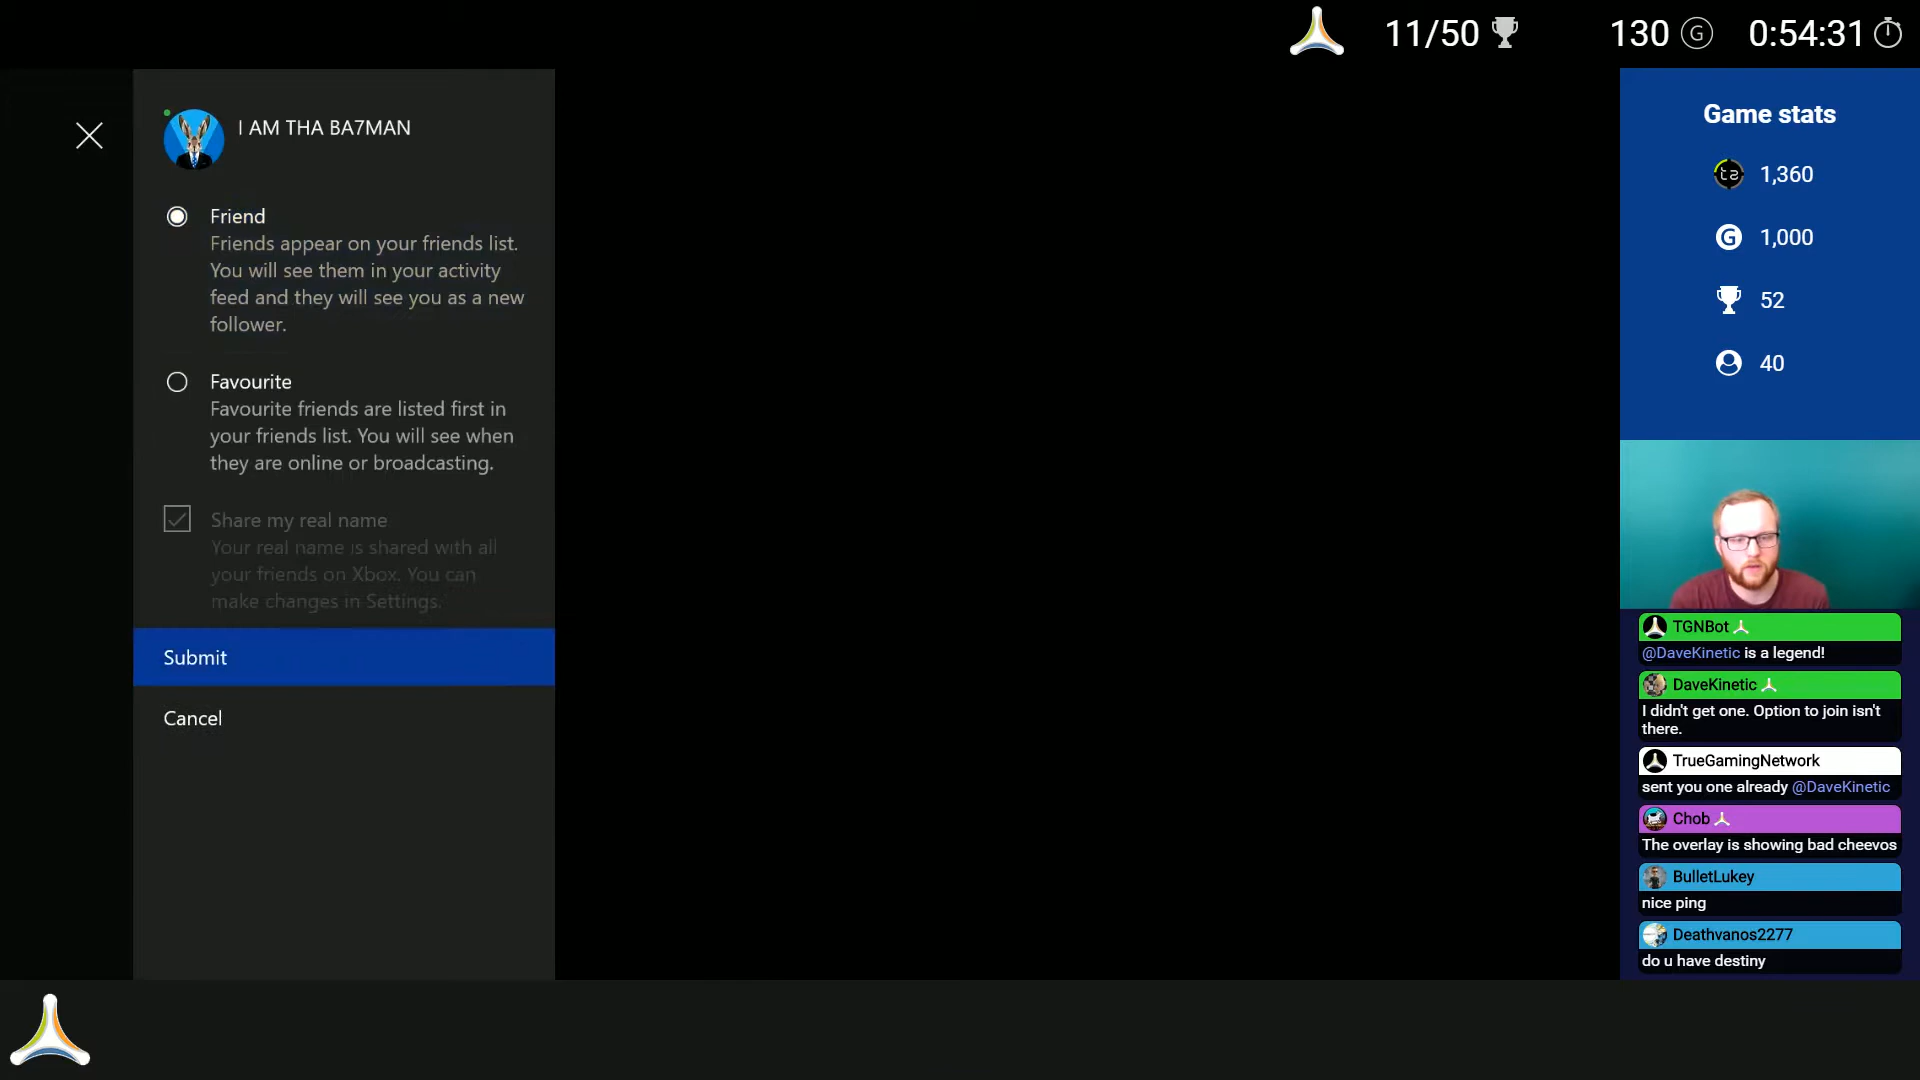 11/50
130 G
0:54:31
I AM THA BA7MAN
Friend
Friends appear on your friends list.
You will see them in your activity
feed and they will see you as a new
follower.
Favourite
Favourite friends are listed first in
your friends list. You will see when
they are online or broadcasting.
Share my real name
Your real name is shared with all
your friends on Xbox. You can
make changes in Settings.
Submit
Cancel
Game stats
ta 1,360
G 1,000
52
40
TGNBot
@DaveKinetic is a legend!
DaveKinetic
I didn't get one. Option to join isn't
there.
TrueGamingNetwork
sent you one already @DaveKinetic
Chob
The overlay is showing bad cheevos
BulletLukey
nice ping
Deathvanos2277
do u have destiny